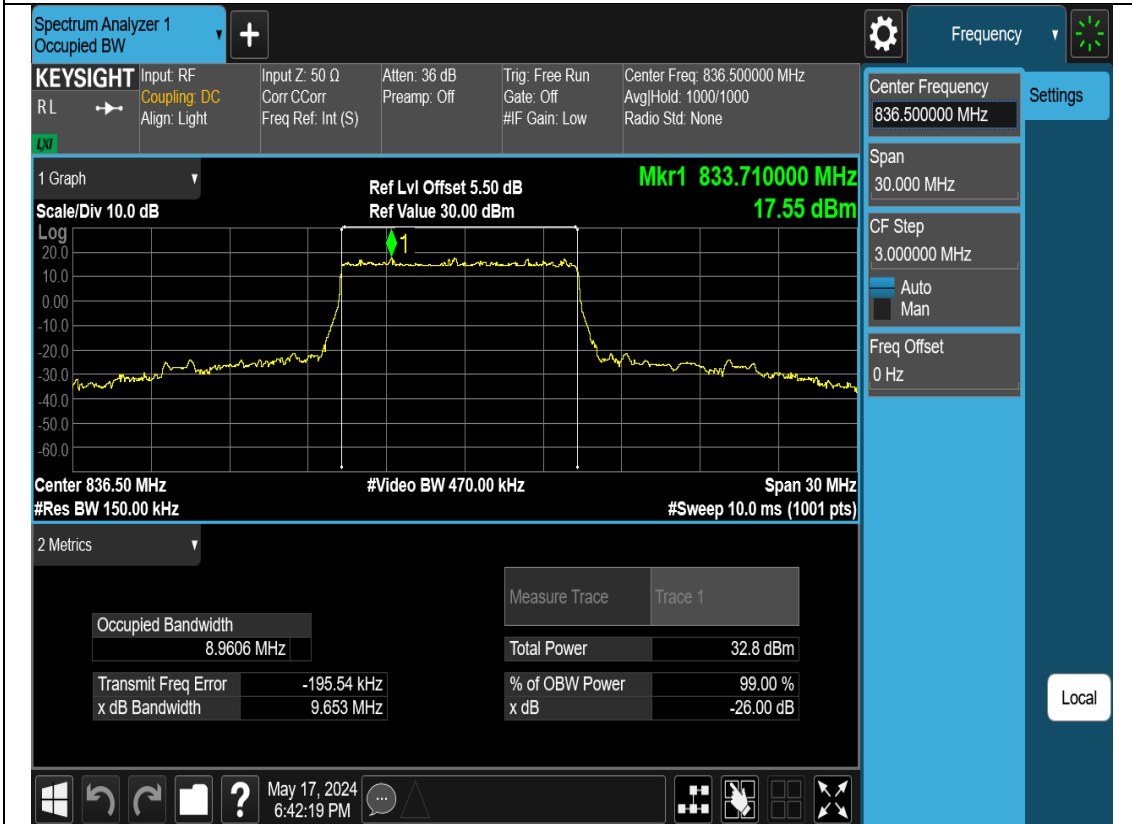 Spectrum Analyzer 1
Occupied BW
Frequency
KEYSIGHT
R L
LXI
Input: RF
Coupling: DC
Align: Light
Input Z: 50 Ω
Corr CCorr
Freq Ref: Int (S)
Atten: 36 dB
Preamp: Off
Trig: Free Run
Gate: Off
#IF Gain: Low
Center Freq: 836.500000 MHz
Avg|Hold: 1000/1000
Radio Std: None
Center Frequency
836.500000 MHz
Settings
Span
30.000 MHz
CF Step
3.000000 MHz
Auto
Man
Freq Offset
0 Hz
Local
1 Graph
Scale/Div 10.0 dB
Ref Lvl Offset 5.50 dB
Ref Value 30.00 dBm
Mkr1 833.710000 MHz
17.55 dBm
Log
1
20.0
10.0
0.00
-10.0
-20.0
-30.0
-40.0
-50.0
-60.0
Center 836.50 MHz
#Video BW 470.00 kHz
Span 30 MHz
#Res BW 150.00 kHz
#Sweep 10.0 ms (1001 pts)
2 Metrics
Measure Trace Trace 1
Occupied Bandwidth
8.9606 MHz
Total Power 32.8 dBm
Transmit Freq Error -195.54 kHz
% of OBW Power 99.00 %
x dB Bandwidth 9.653 MHz
x dB -26.00 dB
?
May 17, 2024
6:42:19 PM